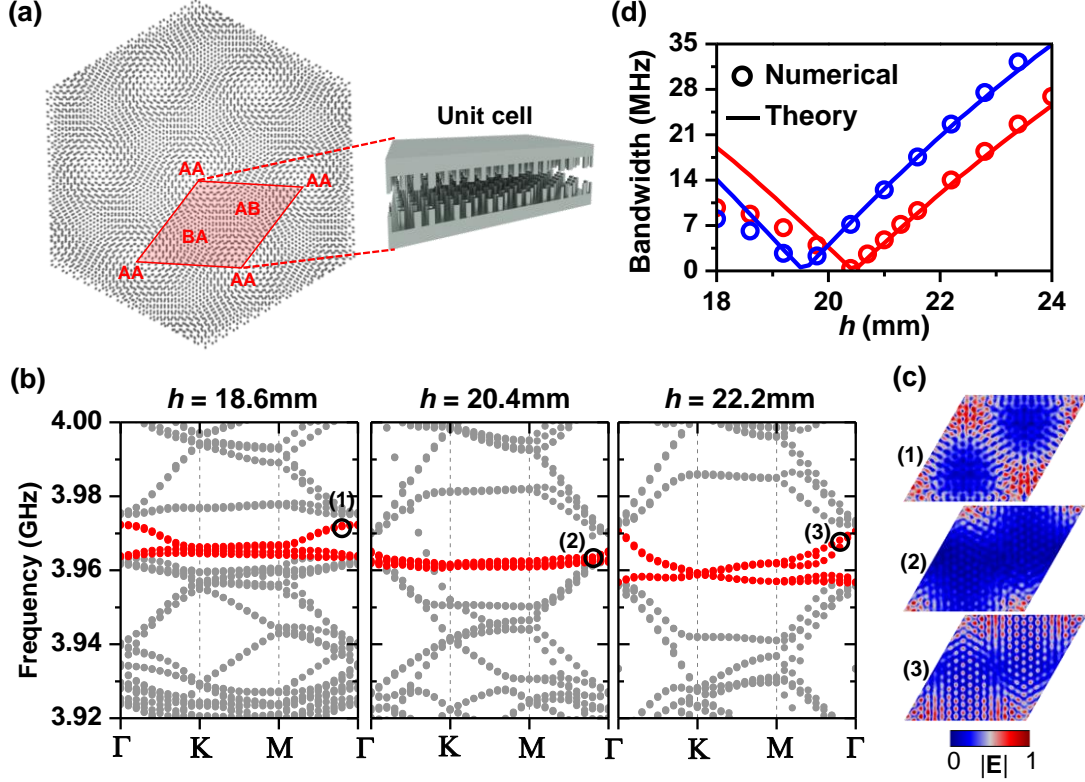 (a)
AA
AA
AB
BA
AA
AA
Unit cell
(d)
Bandwidth (MHz)
35
28
21
14
7
0
Numerical
Theory
18
20
22
24
h (mm)
(b)
h = 18.6mm
h = 20.4mm
h = 22.2mm
Frequency (GHz)
4.00
3.98
3.96
3.94
3.92
(1)
(2)
(3)
Γ
K
M
Γ
K
M
Γ
K
M
Γ
(c)
(1)
(2)
(3)
0
|E|
1